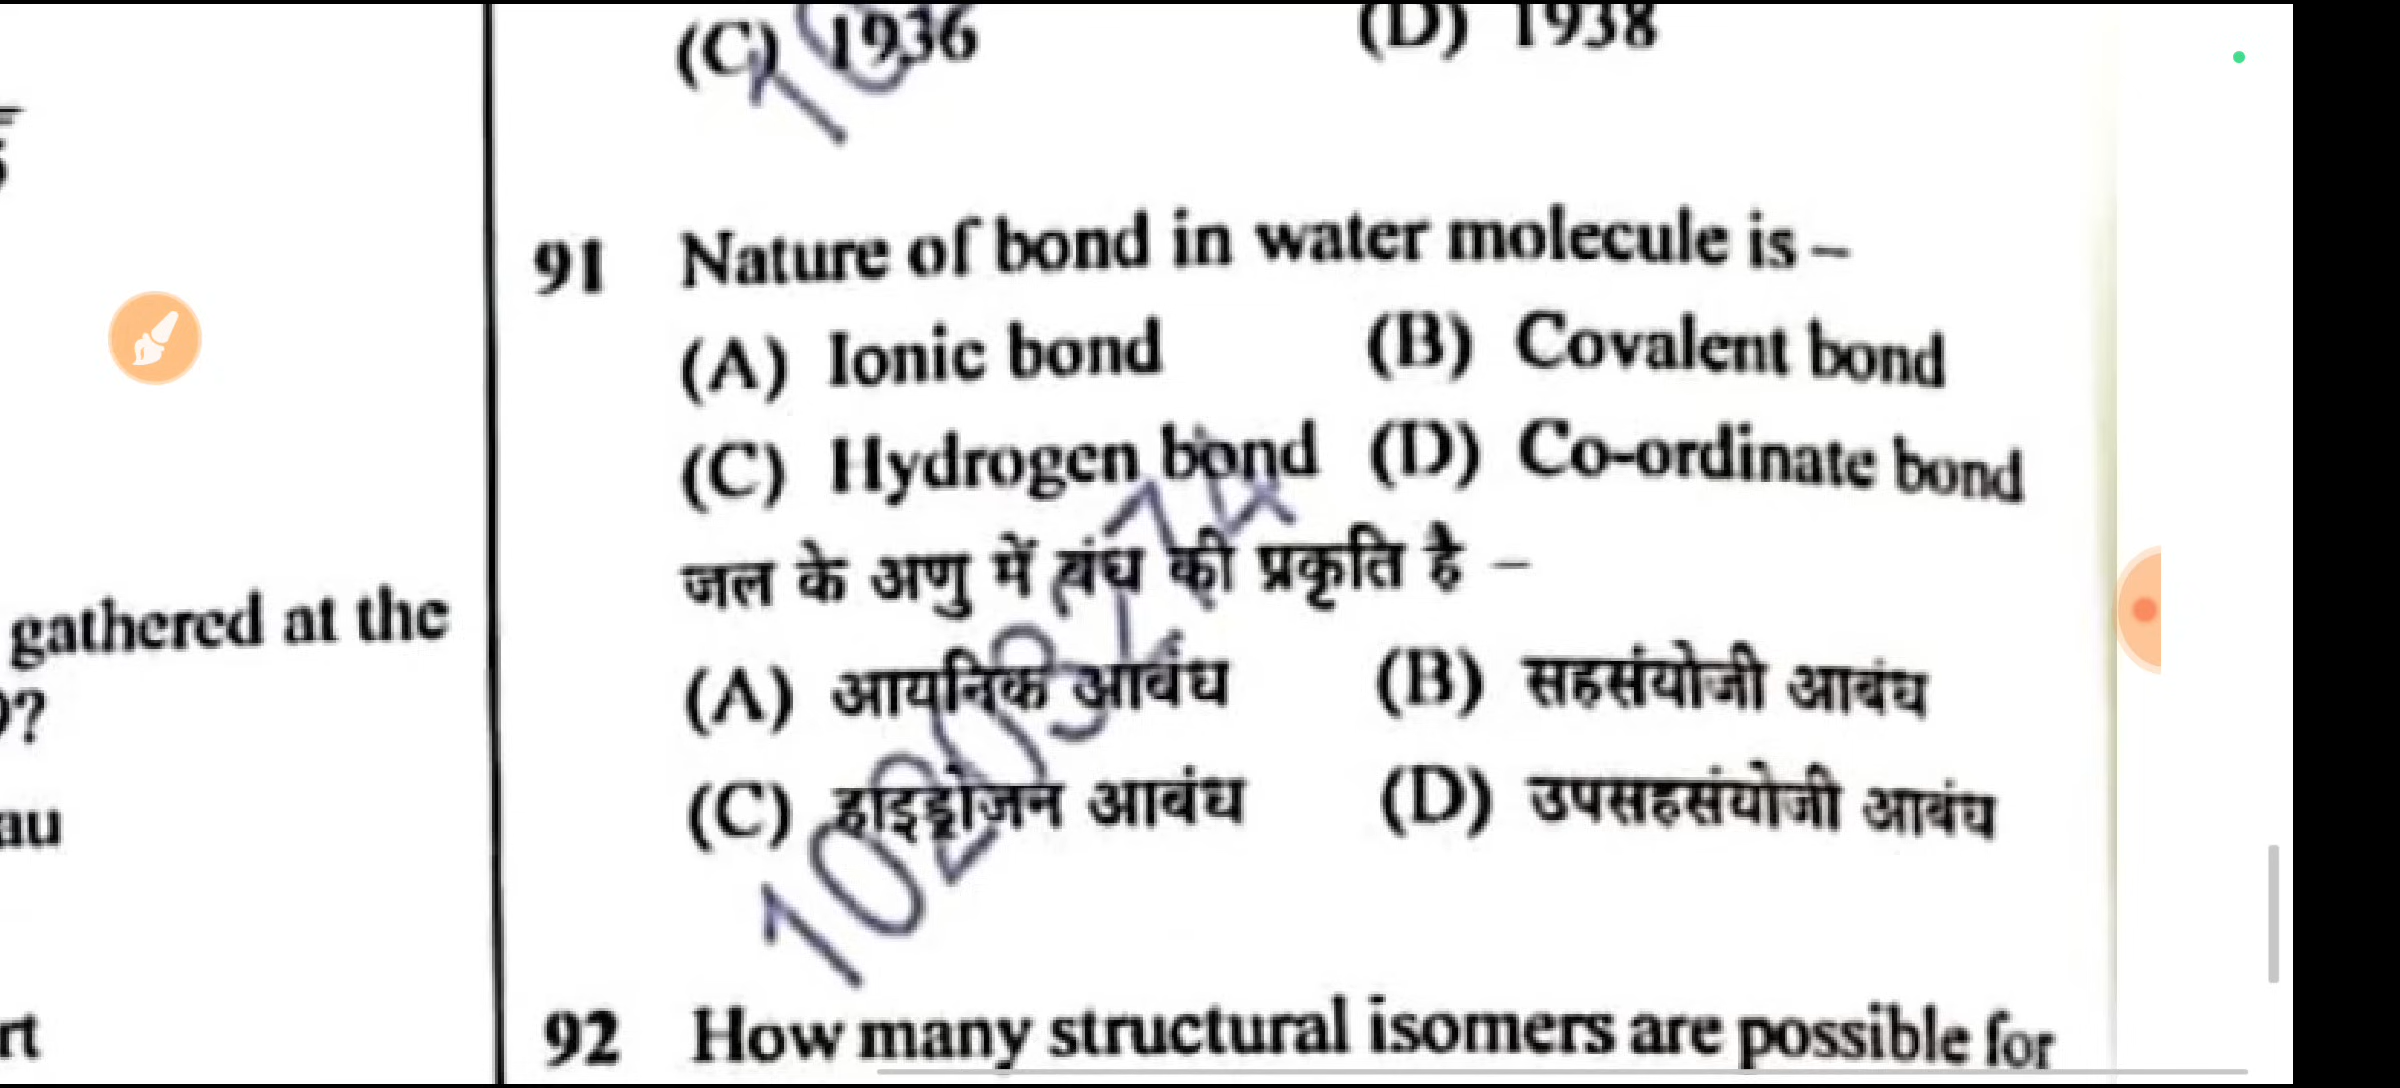 (C) 1936 (D) 1938
91 Nature of bond in water molecule is –
(A) Ionic bond (B) Covalent bond
(C) Hydrogen bond (D) Co-ordinate bond
जल के अणु में बंध की प्रकृति है –
(A) आयनिक आबंध (B) सहसंयोजी आबंध
(C) हाइड्रोजन आबंध (D) उपसहसंयोजी आबंध
92 How many structural isomers are possible for
gathered at the
?
au
rt